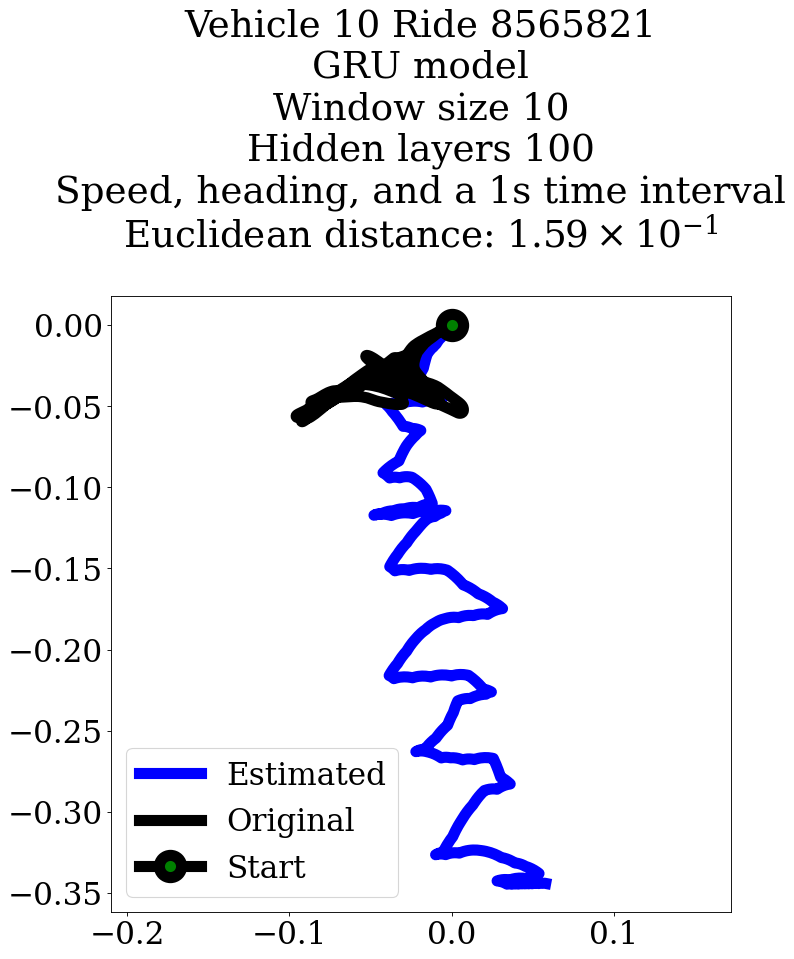 Vehicle 10 Ride 8565821
GRU model
Window size 10
Hidden layers 100
Speed, heading, and a 1s time interval
Euclidean distance: 1.59 × 10⁻¹
0.00
−0.05
−0.10
−0.15
−0.20
−0.25
−0.30
−0.35
Estimated
Original
Start
−0.2
−0.1
0.0
0.1